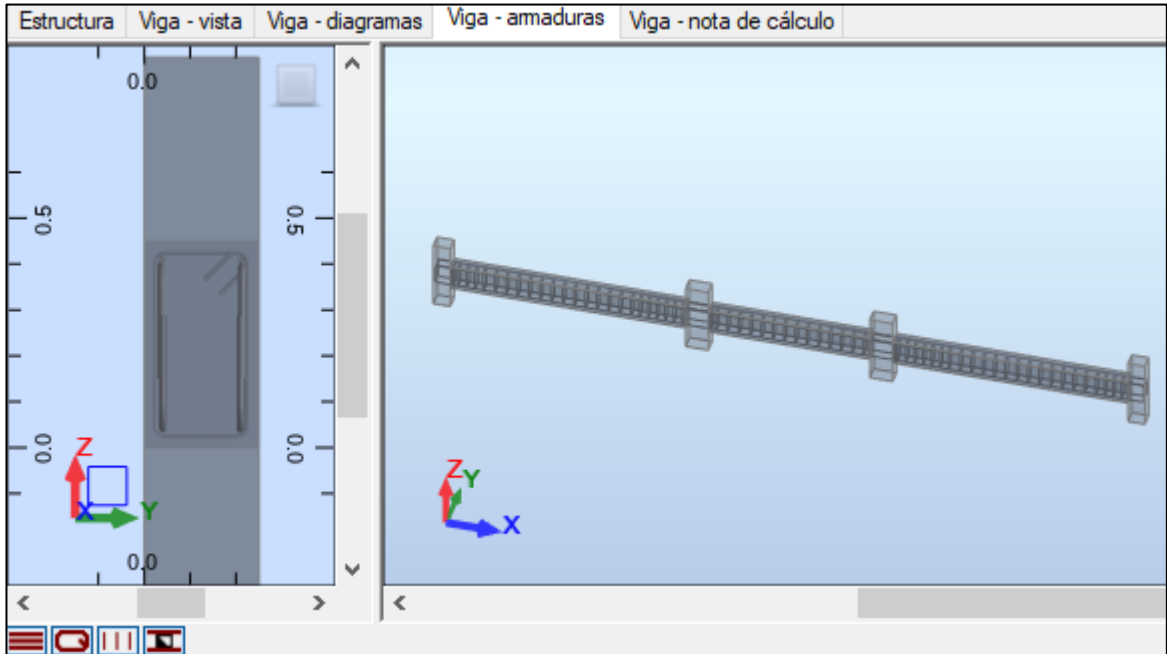 Estructura Viga - vista Viga - diagramas Viga - armaduras Viga - nota de cálculo
0.0
0.5 0.5
0.0 0.0
Z
X Y
0.0
Z Y
X